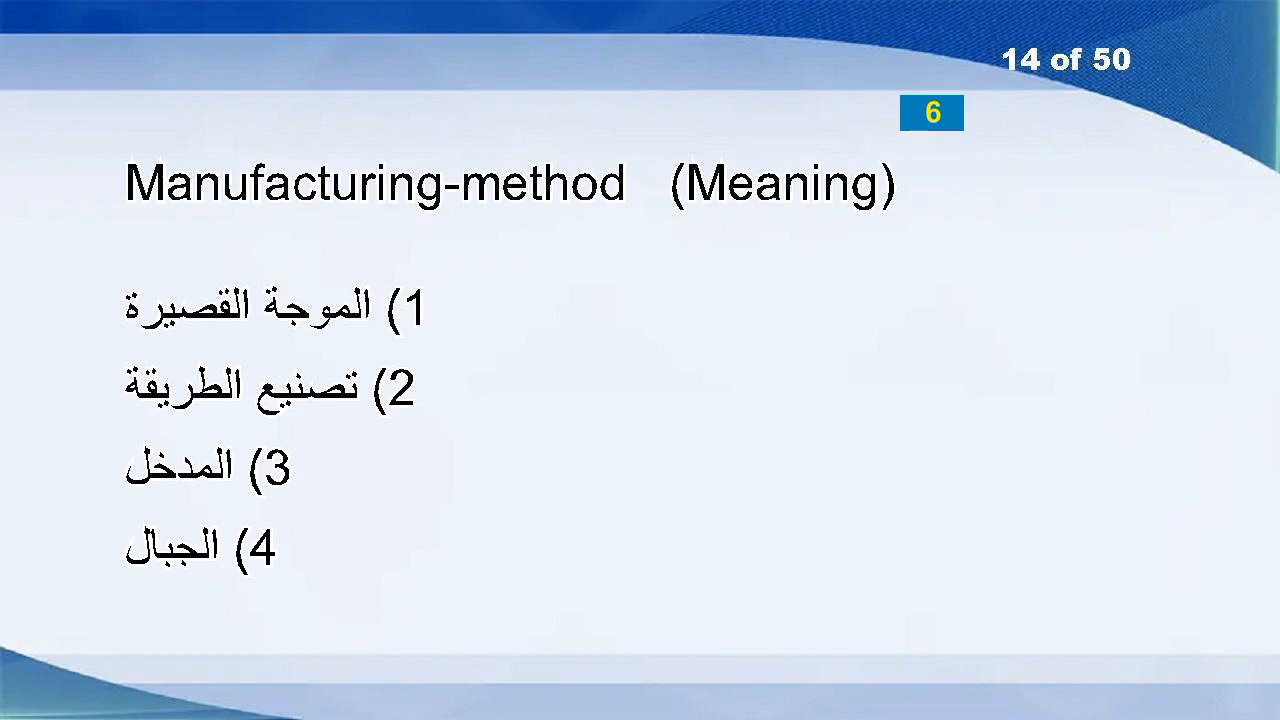 14 of 50
6
Manufacturing-method (Meaning)
1) الموجة القصيرة
2) تصنيع الطريقة
3) المدخل
4) الجبال